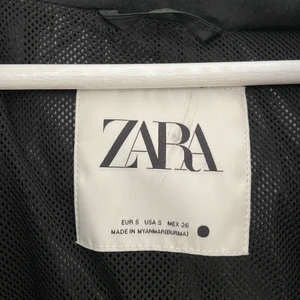 ZARA
EUR S USA S MEX 26
MADE IN MYANMAR(BURMA)